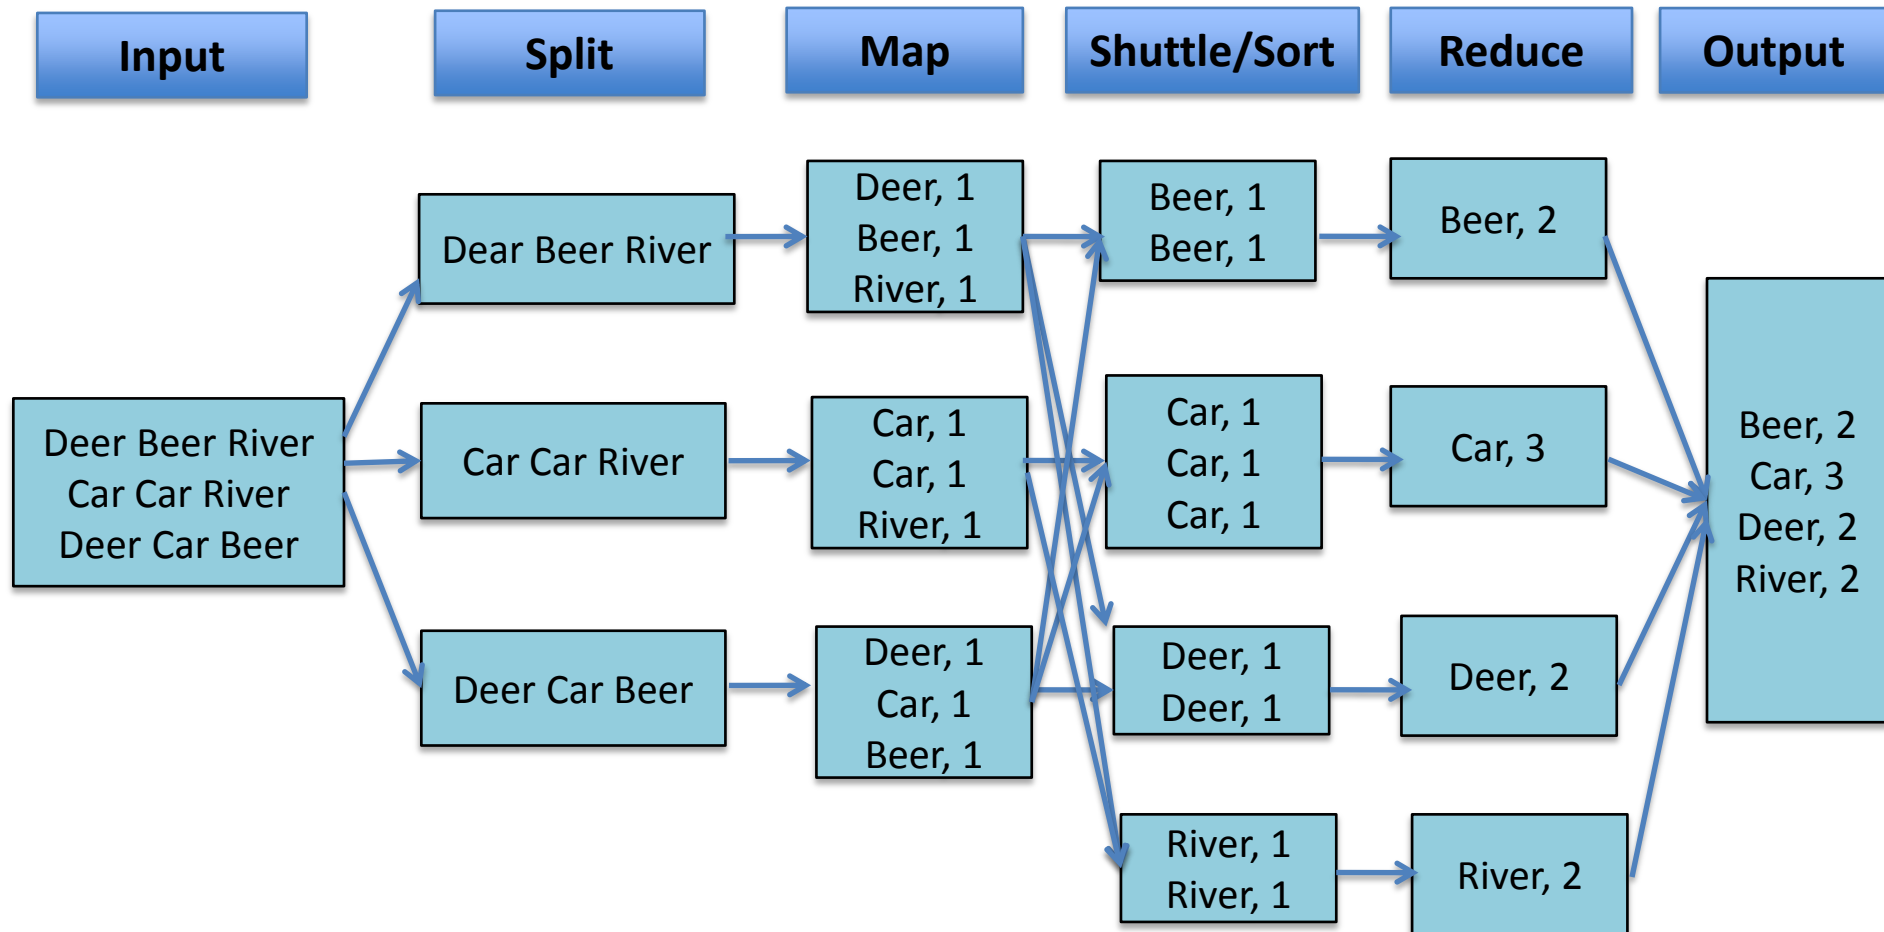 Input
Split
Map
Shuttle/Sort
Reduce
Output
Deer Beer River
Car Car River
Deer Car Beer
Dear Beer River
Car Car River
Deer Car Beer
Deer, 1
Beer, 1
River, 1
Car, 1
Car, 1
River, 1
Deer, 1
Car, 1
Beer, 1
Beer, 1
Beer, 1
Car, 1
Car, 1
Car, 1
Deer, 1
Deer, 1
River, 1
River, 1
Beer, 2
Car, 3
Deer, 2
River, 2
Beer, 2
Car, 3
Deer, 2
River, 2